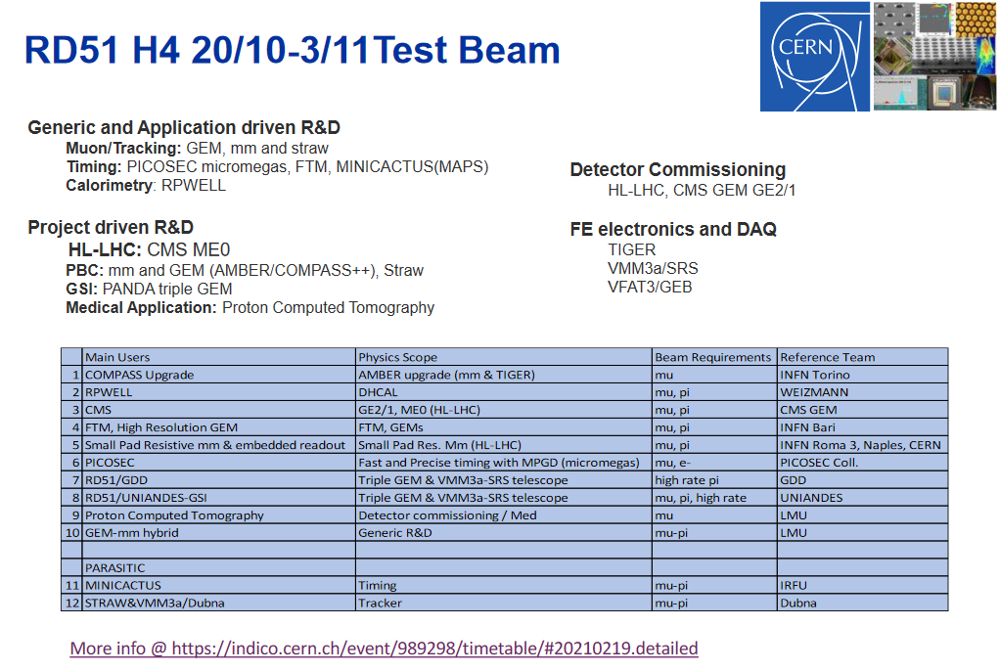 RD51 H4 20/10-3/11Test Beam
CERN
Generic and Application driven R&D
Muon/Tracking: GEM, mm and straw
Timing: PICOSEC micromegas, FTM, MINICACTUS(MAPS)
Calorimetry: RPWELL
Project driven R&D
HL-LHC: CMS ME0
PBC: mm and GEM (AMBER/COMPASS++), Straw
GSI: PANDA triple GEM
Medical Application: Proton Computed Tomography
Detector Commissioning
HL-LHC, CMS GEM GE2/1
FE electronics and DAQ
TIGER
VMM3a/SRS
VFAT3/GEB
Main Users Physics Scope Beam Requirements Reference Team
1 COMPASS Upgrade AMBER upgrade (mm & TIGER) mu INFN Torino
2 RPWELL DHCAL mu, pi WEIZMANN
3 CMS GE2/1, ME0 (HL-LHC) mu, pi CMS GEM
4 FTM, High Resolution GEM FTM, GEMs mu, pi INFN Bari
5 Small Pad Resistive mm & embedded readout Small Pad Res. Mm (HL-LHC) mu, pi INFN Roma 3, Naples, CERN
6 PICOSEC Fast and Precise timing with MPGD (micromegas) mu, e- PICOSEC Coll.
7 RD51/GDD Triple GEM & VMM3a-SRS telescope high rate pi GDD
8 RD51/UNIANDES-GSI Triple GEM & VMM3a-SRS telescope mu, pi, high rate UNIANDES
9 Proton Computed Tomography Detector commissioning / Med mu LMU
10 GEM-mm hybrid Generic R&D mu-pi LMU
PARASITIC
11 MINICACTUS Timing mu-pi IRFU
12 STRAW&VMM3a/Dubna Tracker mu-pi Dubna
More info @ https://indico.cern.ch/event/989298/timetable/#20210219.detailed